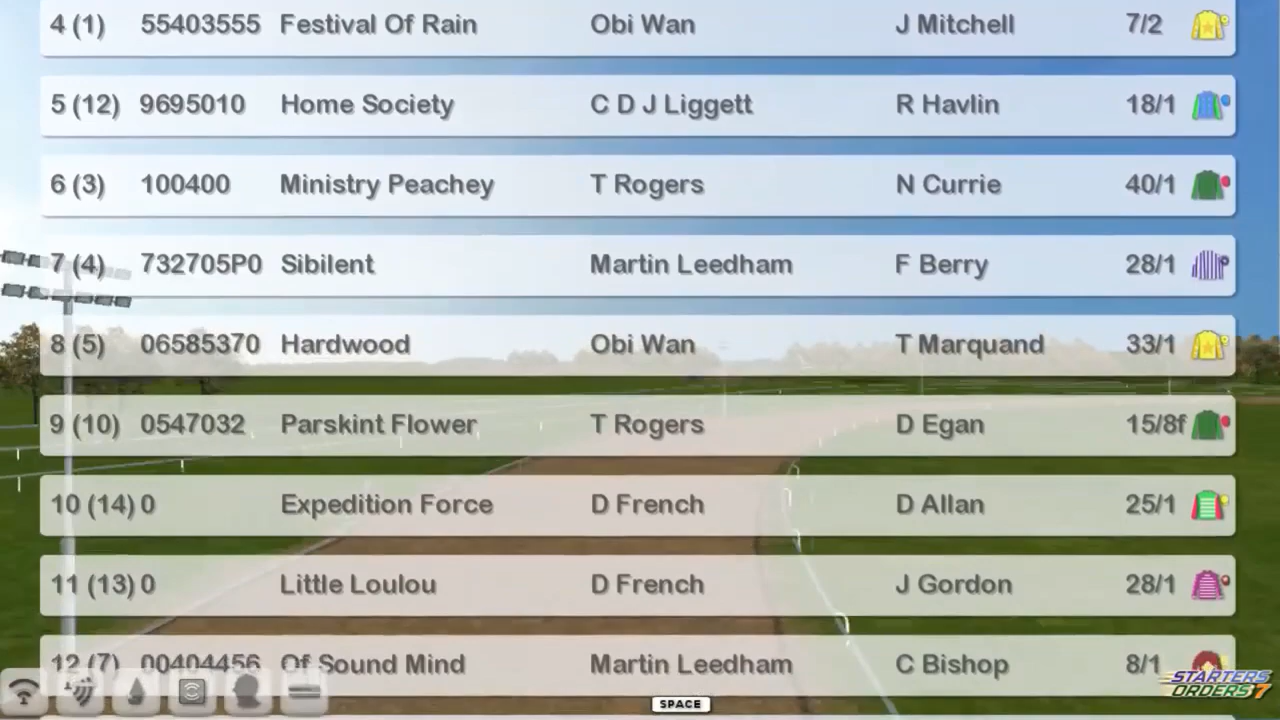 4 (1) 55403555 Festival Of Rain Obi Wan J Mitchell 7/2
5 (12) 9695010 Home Society C D J Liggett R Havlin 18/1
6 (3) 100400 Ministry Peachey T Rogers N Currie 40/1
7 (4) 732705P0 Sibilent Martin Leedham F Berry 28/1
8 (5) 06585370 Hardwood Obi Wan T Marquand 33/1
9 (10) 0547032 Parskint Flower T Rogers D Egan 15/8f
10 (14) 0 Expedition Force D French D Allan 25/1
11 (13) 0 Little Loulou D French J Gordon 28/1
12 (7) 00404456 Of Sound Mind Martin Leedham C Bishop 8/1
STARTERS
ORDERS 7
SPACE